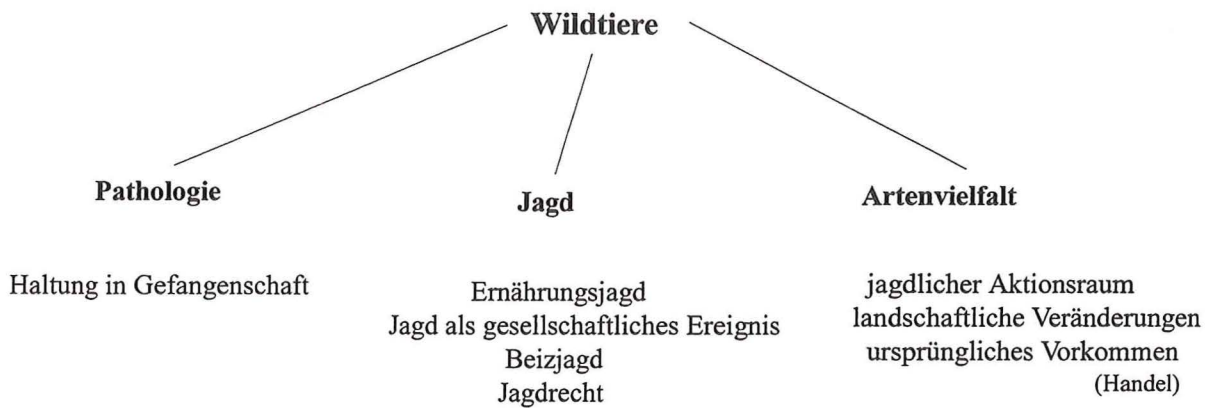 Wildtiere
Pathologie
Jagd
Artenvielfalt
Haltung in Gefangenschaft
Ernährungsjagd
Jagd als gesellschaftliches Ereignis
Beizjagd
Jagdrecht
jagdlicher Aktionsraum
landschaftliche Veränderungen
ursprüngliches Vorkommen
(Handel)